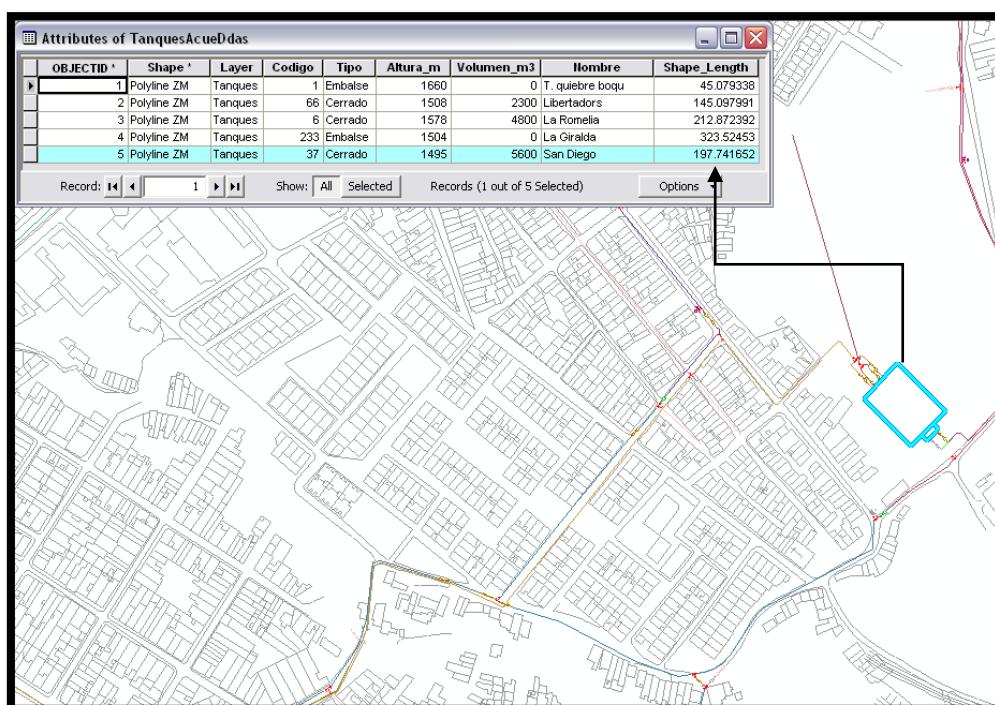 Attributes of TanquesAcueDdas
OBJECTID * Shape * Layer Codigo Tipo Altura_m Volumen_m3 Nombre Shape_Length
1 Polyline ZM Tanques 1 Embalse 1660 0 T. quiebre boqu 45.079338
2 Polyline ZM Tanques 66 Cerrado 1508 2300 Libertadors 145.097991
3 Polyline ZM Tanques 6 Cerrado 1578 4800 La Romelia 212.872392
4 Polyline ZM Tanques 233 Embalse 1504 0 La Giralda 323.52453
5 Polyline ZM Tanques 37 Cerrado 1495 5600 San Diego 197.741652
Record: 1 Show: All Selected Records (1 out of 5 Selected) Options